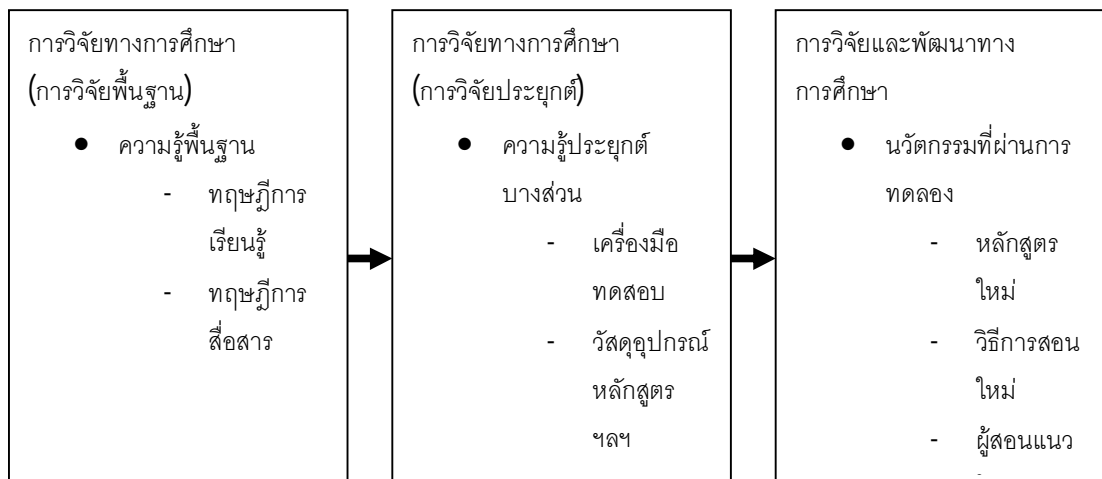 การวิจัยทางการศึกษา
(การวิจัยพื้นฐาน)
● ความรู้พื้นฐาน
- ทฤษฎีการ
เรียนรู้
- ทฤษฎีการ
สื่อสาร
การวิจัยทางการศึกษา
(การวิจัยประยุกต์)
● ความรู้ประยุกต์
บางส่วน
- เครื่องมือ
ทดสอบ
- วัสดุอุปกรณ์
หลักสูตร
ฯลฯ
การวิจัยและพัฒนาทาง
การศึกษา
● นวัตกรรมที่ผ่านการ
ทดลอง
- หลักสูตร
ใหม่
- วิธีการสอน
ใหม่
- ผู้สอนแนว